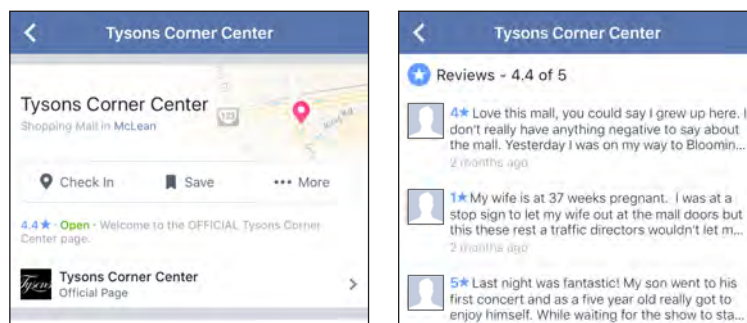 Tysons Corner Center
Tysons Corner Center
Shopping Mall in McLean
123
Check In Save ••• More
4.4★ · Open · Welcome to the OFFICIAL Tysons Corner
Center page.
Tysons
Tysons Corner Center
Official Page
Tysons Corner Center
Reviews - 4.4 of 5
4★ Love this mall, you could say I grew up here. I
don't really have anything negative to say about
the mall. Yesterday I was on my way to Bloomin...
2 months ago
1★ My wife is at 37 weeks pregnant. I was at a
stop sign to let my wife out at the mall doors but
this these rest a traffic directors wouldn't let m...
2 months ago
5★ Last night was fantastic! My son went to his
first concert and as a five year old really got to
enjoy himself. While waiting for the show to sta...